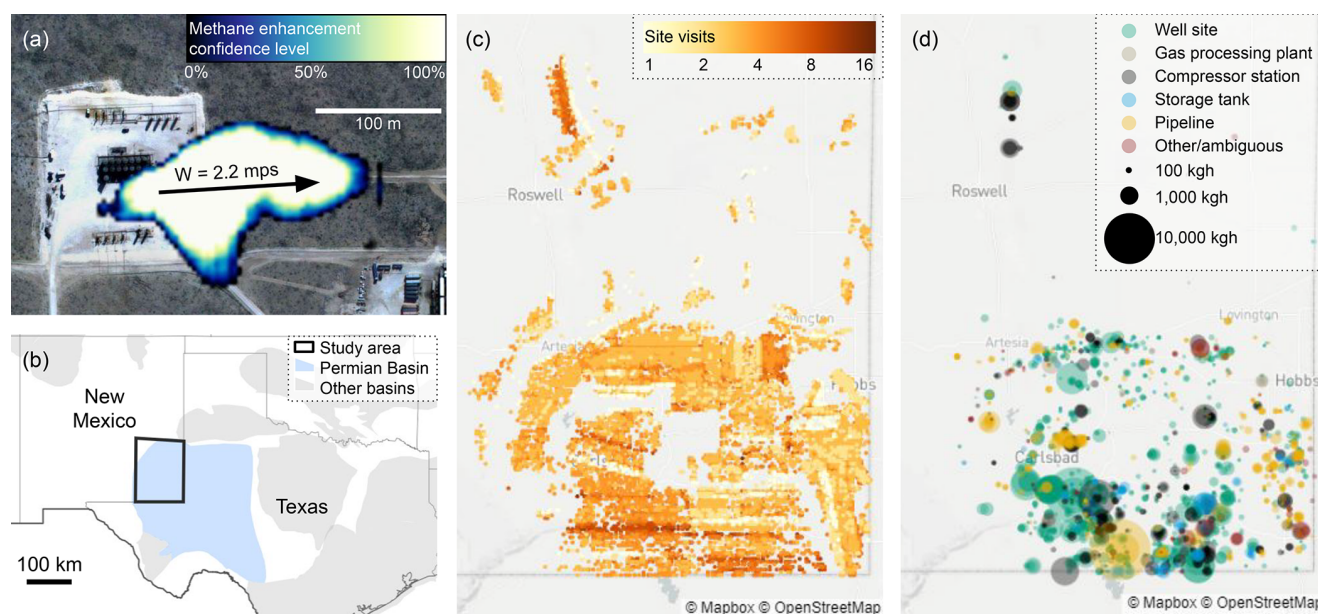 (a)
Methane enhancement
confidence level
0% 50% 100%
100 m
W = 2.2 mps
(b)
Study area
Permian Basin
Other basins
New
Mexico
Texas
100 km
(c)
Site visits
1 2 4 8 16
Roswell
Lovington
© Mapbox © OpenStreetMap
(d)
Well site
Gas processing plant
Compressor station
Storage tank
Pipeline
Other/ambiguous
100 kgh
1,000 kgh
10,000 kgh
Roswell
Lovington
Artesia
Hobbs
Carlsbad
© Mapbox © OpenStreetMap